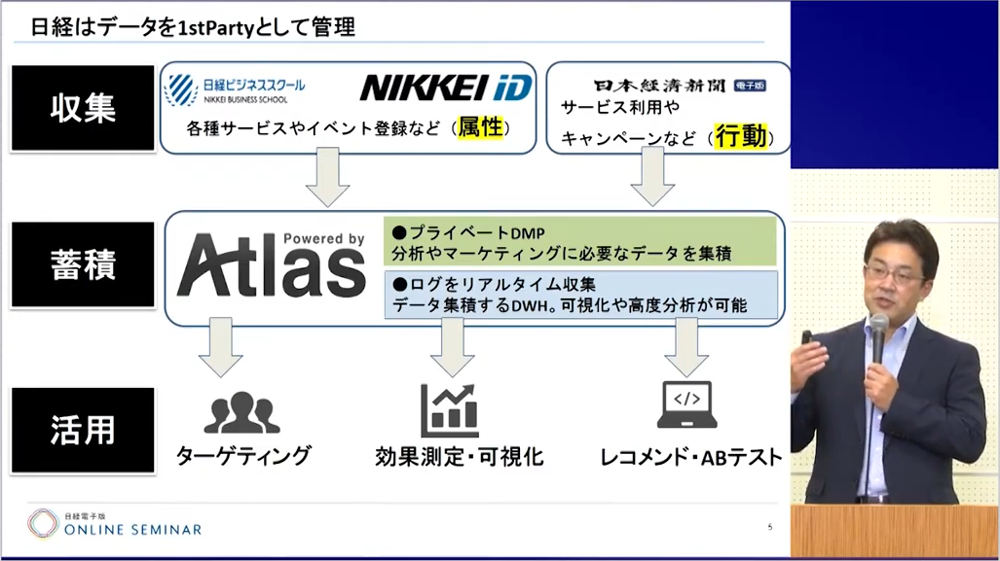 日経はデータを1stPartyとして管理
収集
日経ビジネススクール
NIKKEI BUSINESS SCHOOL
NIKKEI iD
各種サービスやイベント登録など（属性）
日本経済新聞 電子版
サービス利用や
キャンペーンなど（行動）
蓄積
Powered by
Atlas
●プライベートDMP
分析やマーケティングに必要なデータを集積
●ログをリアルタイム収集
データ集積するDWH。可視化や高度分析が可能
活用
ターゲティング
効果測定・可視化
</>
レコメンド・ABテスト
日経電子版
ONLINE SEMINAR
5